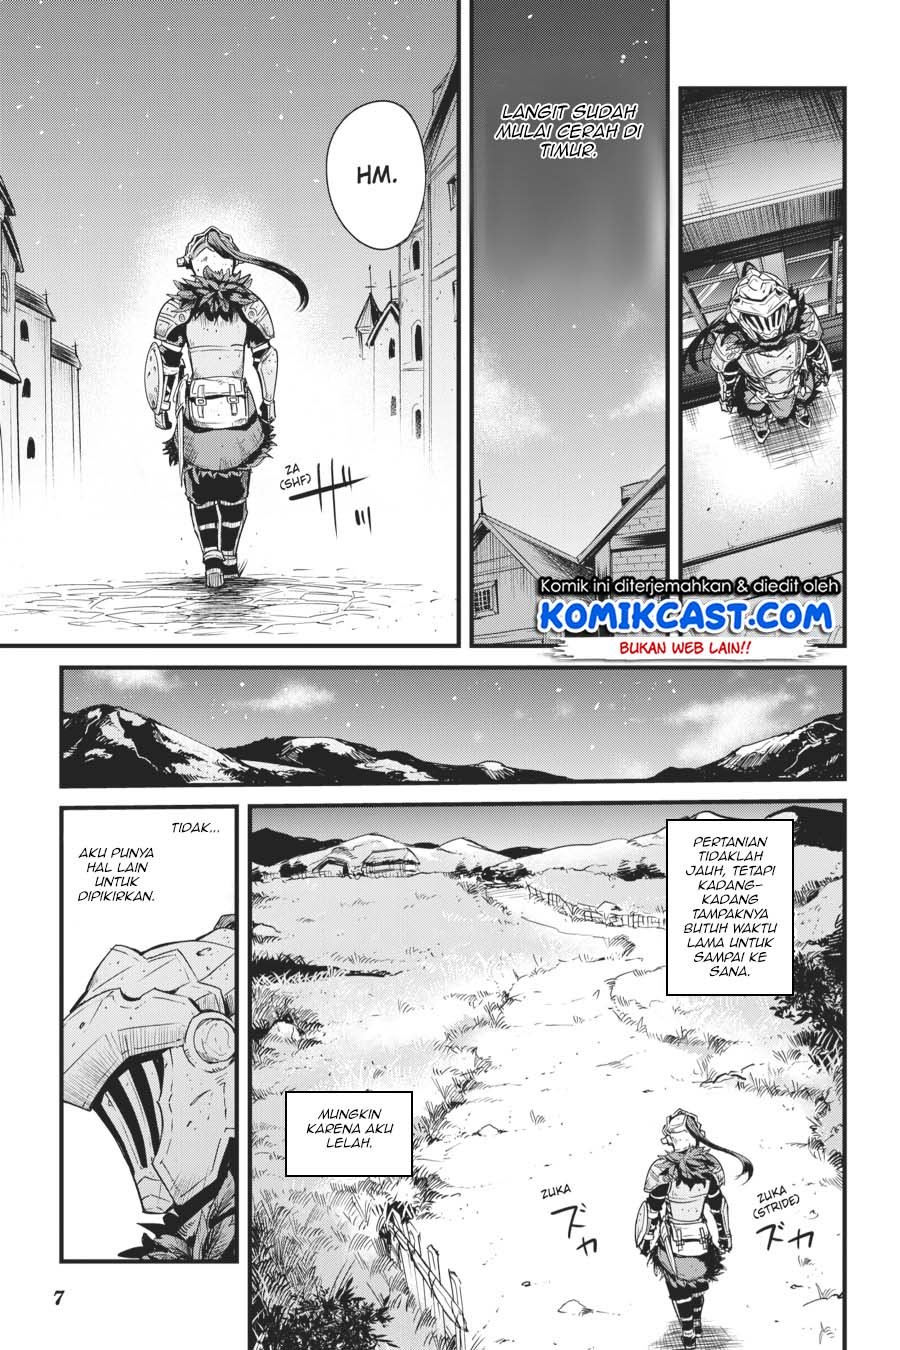 LANGIT SUDAH
MULAI CERAH DI
TIMUR.
HM.
ZA
(SHF)
ザッ
Komik ini diterjemahkan & diedit oleh
KOMIKCAST.COM
BUKAN WEB LAIN!!
PERTANIAN
TIDAKLAH
JAUH, TETAPI
KADANG-
KADANG
TAMPAKNYA
BUTUH WAKTU
LAMA UNTUK
SAMPAI KE
SANA.
MUNGKIN
KARENA AKU
LELAH.
ZUKA
(STRIDE)
ズカ
ZUKA
ズカ
TIDAK...
AKU PUNYA
HAL LAIN
UNTUK
DIPIKIRKAN.
7